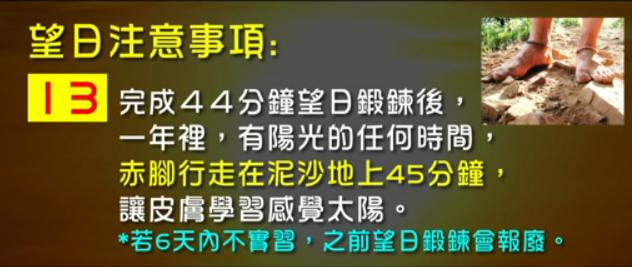 望日注意事項:
13 完成44分鐘望日鍛鍊後，
一年裡，有陽光的任何時間，
赤腳行走在泥沙地上45分鐘，
讓皮膚學習感覺太陽。
*若6天內不實習，之前望日鍛鍊會報廢。